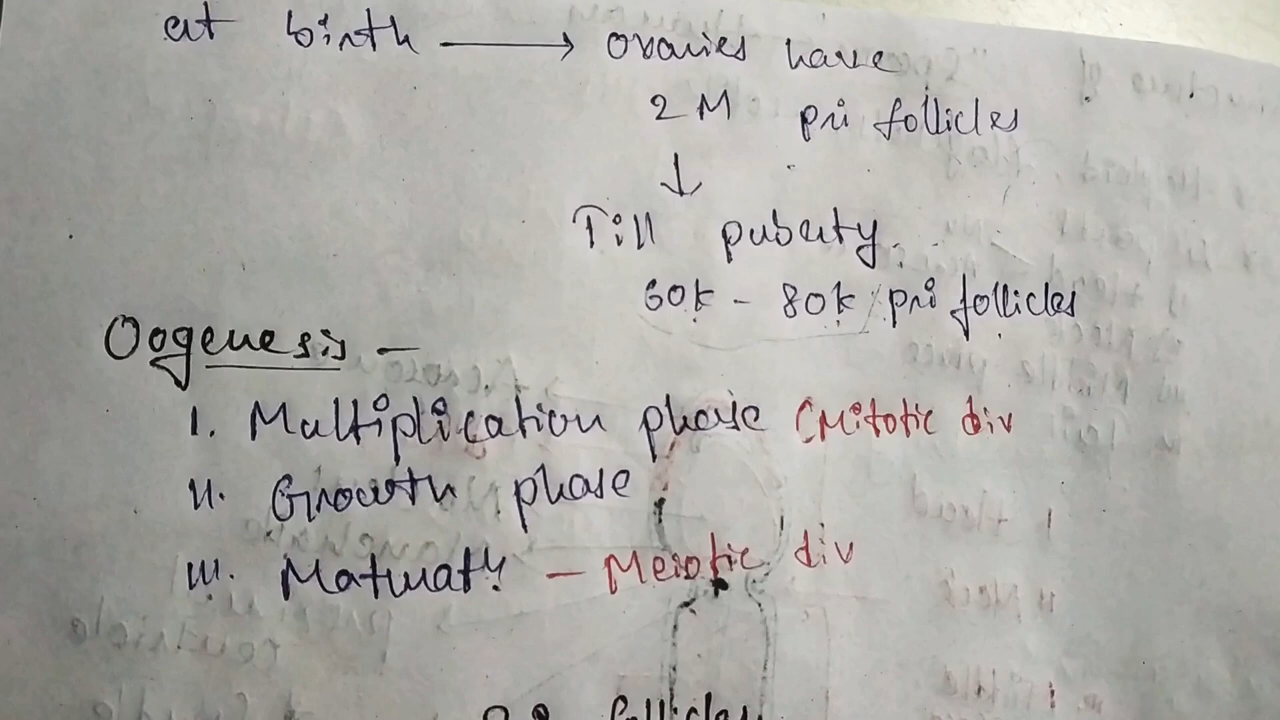 at birth → ovaries have
2 M pri follicles
↓
Till puberty.
60k - 80k pri follicles
Oogenesis -
I. Multiplication phase (Mitotic div
II. Growth phase
III. Maturaty - Meiotic div
follicles